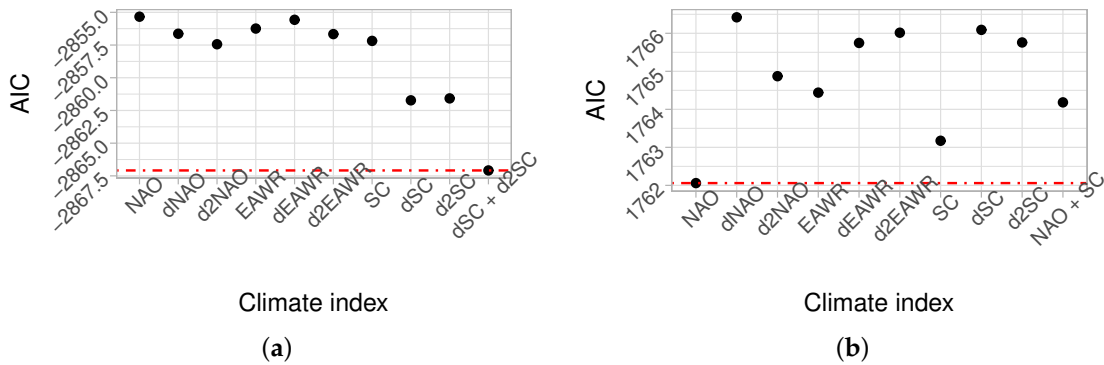 AIC
−2855.0
−2857.5
−2860.0
−2862.5
−2865.0
−2867.5
NAO
dNAO
d2NAO
EAWR
dEAWR
d2EAWR
SC
dSC
d2SC
dSC + d2SC
Climate index
(a)
AIC
1766
1765
1764
1763
1762
NAO
dNAO
d2NAO
EAWR
dEAWR
d2EAWR
SC
dSC
d2SC
NAO + SC
Climate index
(b)